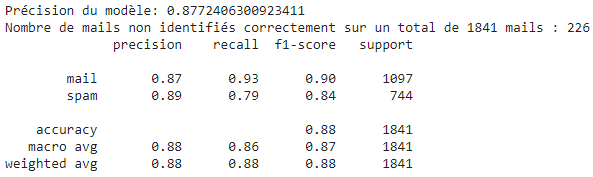 Précision du modèle: 0.8772406300923411
Nombre de mails non identifiés correctement sur un total de 1841 mails : 226
precision recall f1-score support
mail 0.87 0.93 0.90 1097
spam 0.89 0.79 0.84 744
accuracy 0.88 1841
macro avg 0.88 0.86 0.87 1841
weighted avg 0.88 0.88 0.88 1841